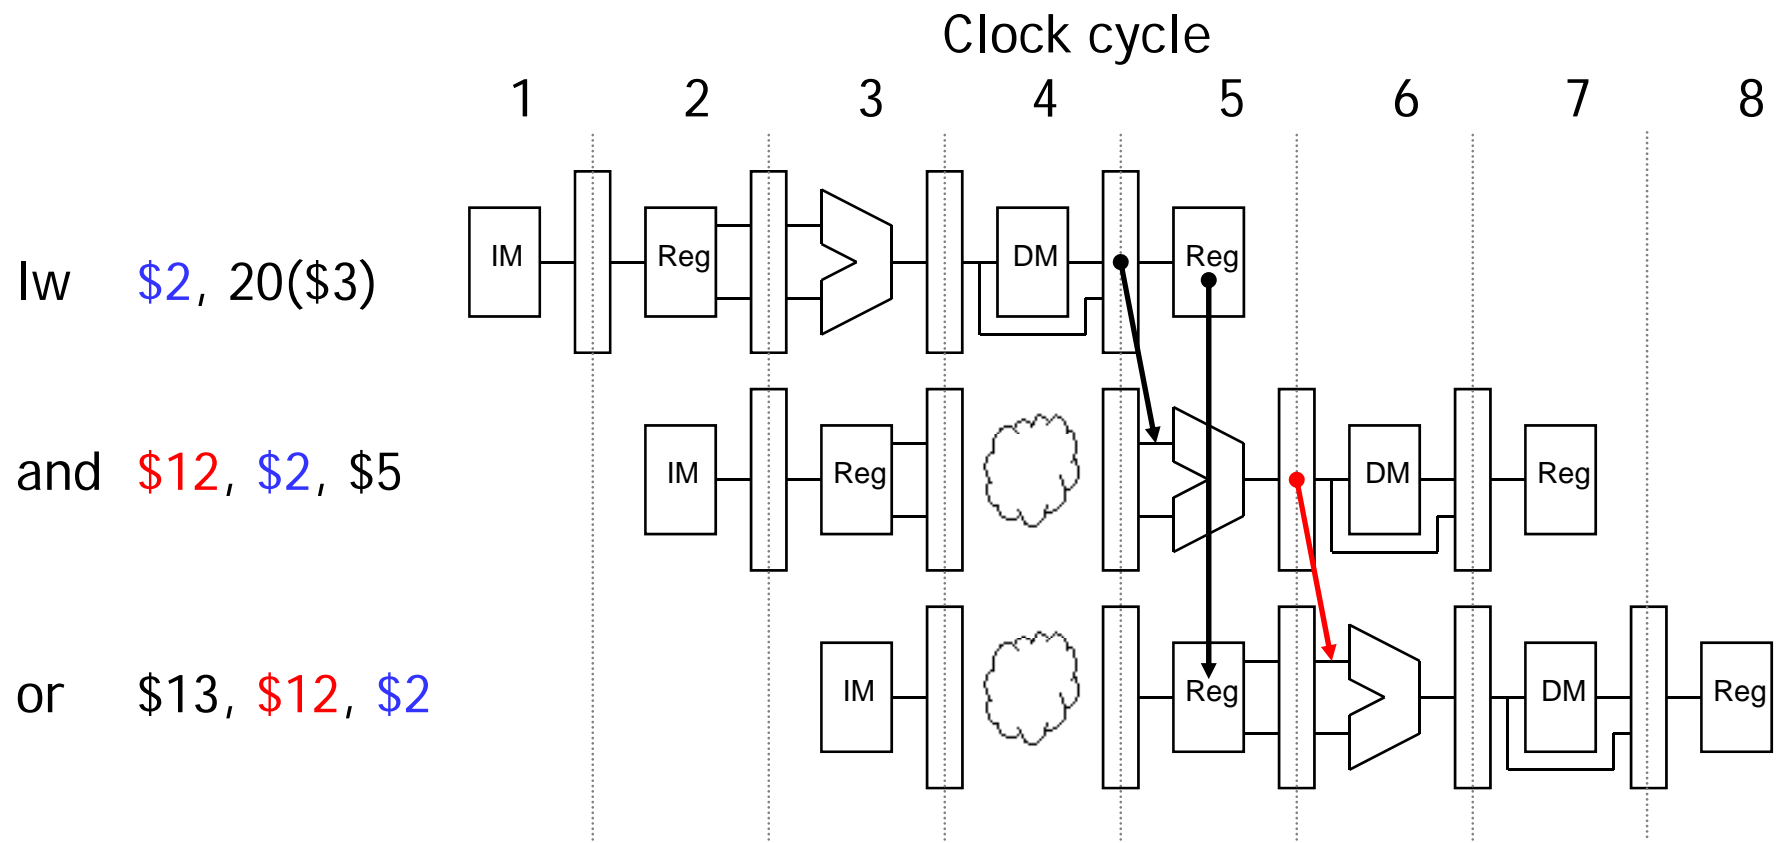 Clock cycle
1 2 3 4 5 6 7 8
lw $2, 20($3) IM Reg DM Reg
and $12, $2, $5 IM Reg DM Reg
or $13, $12, $2 IM Reg DM Reg